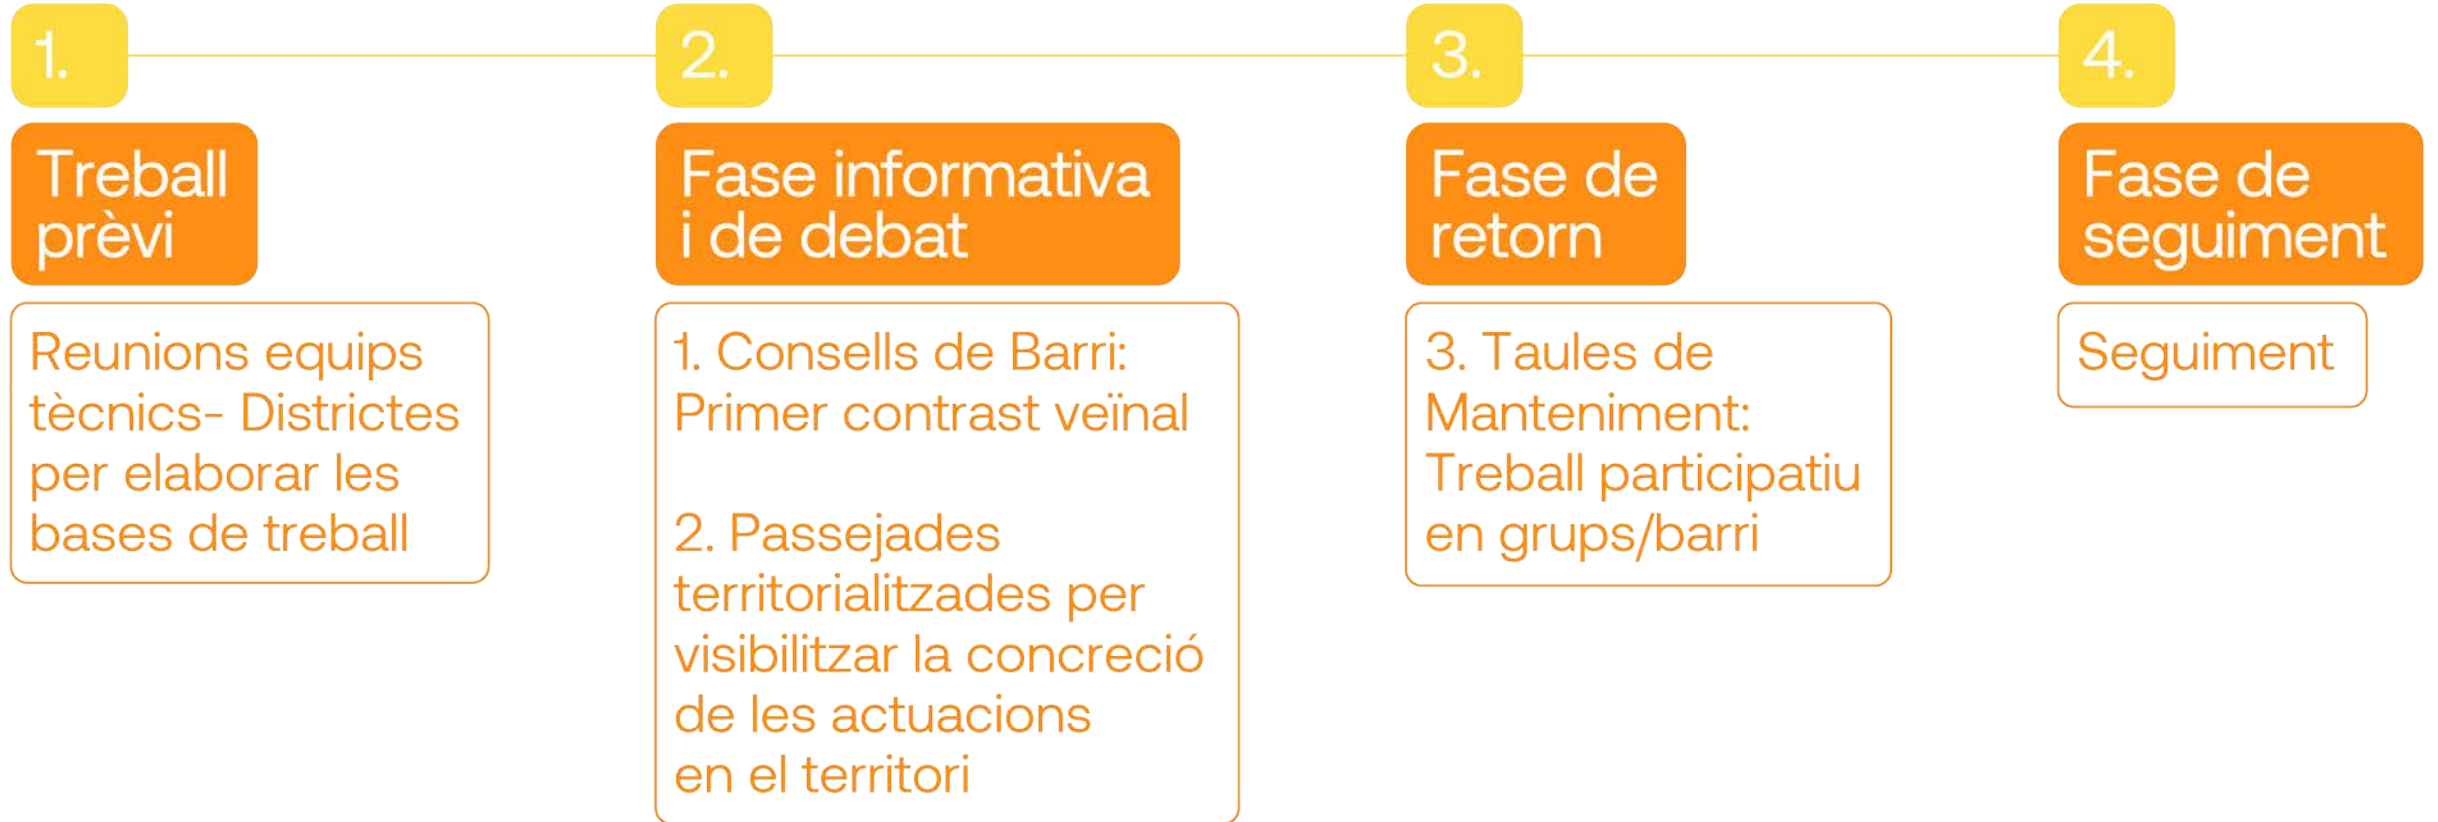 1.
Treball
prèvi
Reunions equips
tècnics- Districtes
per elaborar les
bases de treball
2.
Fase informativa
i de debat
1. Consells de Barri:
Primer contrast veïnal
2. Passejades
territorialitzades per
visibilitzar la concreció
de les actuacions
en el territori
3.
Fase de
retorn
3. Taules de
Manteniment:
Treball participatiu
en grups/barri
4.
Fase de
seguiment
Seguiment